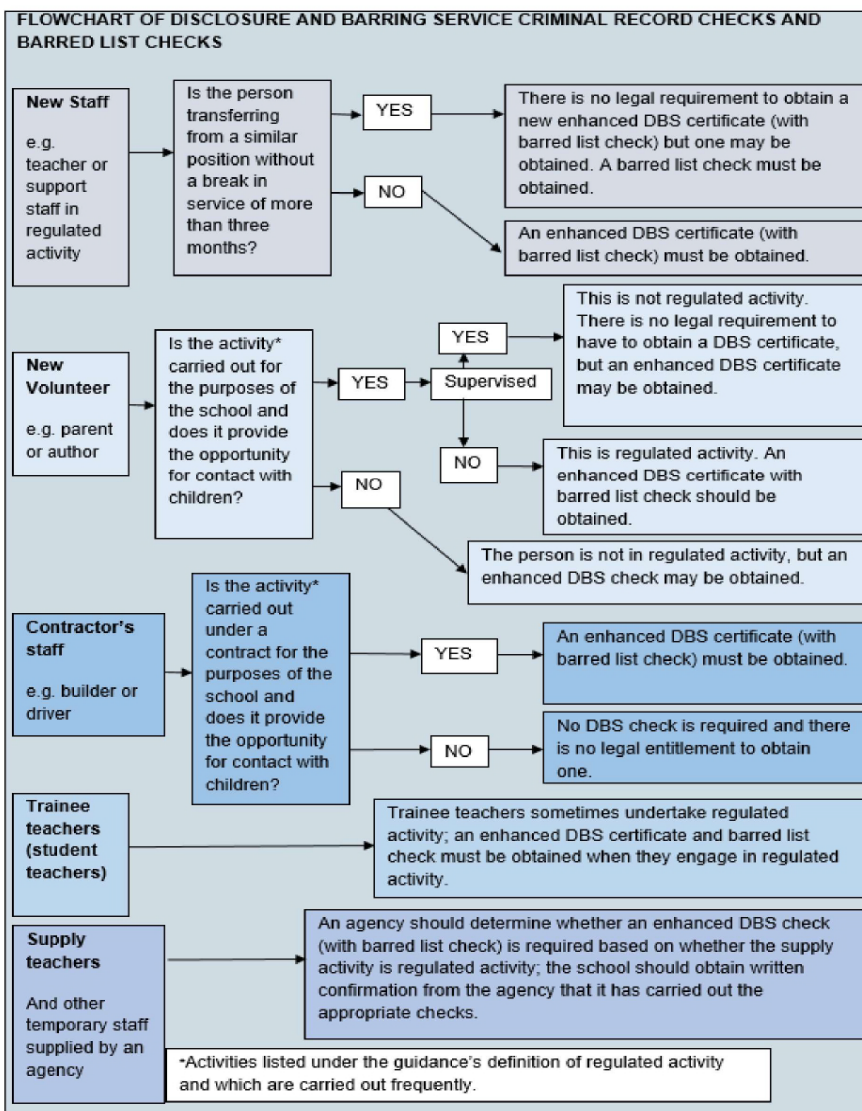 FLOWCHART OF DISCLOSURE AND BARRING SERVICE CRIMINAL RECORD CHECKS AND
BARRED LIST CHECKS
New Staff
e.g.
teacher or
support
staff in
regulated
activity
Is the person
transferring
from a similar
position without
a break in
service of more
than three
months?
YES
There is no legal requirement to obtain a
new enhanced DBS certificate (with
barred list check) but one may be
obtained. A barred list check must be
obtained.
NO
An enhanced DBS certificate (with
barred list check) must be obtained.
New
Volunteer
e.g. parent
or author
Is the activity*
carried out for
the purposes of
the school and
does it provide
the opportunity
for contact with
children?
YES
Supervised
YES
This is not regulated activity.
There is no legal requirement to
have to obtain a DBS certificate,
but an enhanced DBS certificate
may be obtained.
NO
This is regulated activity. An
enhanced DBS certificate with
barred list check should be
obtained.
NO
The person is not in regulated activity, but an
enhanced DBS check may be obtained.
Contractor's
staff
e.g. builder or
driver
Is the activity*
carried out
under a
contract for the
purposes of the
school and
does it provide
the opportunity
for contact with
children?
YES
An enhanced DBS certificate (with
barred list check) must be obtained.
NO
No DBS check is required and there
is no legal entitlement to obtain
one.
Trainee
teachers
(student
teachers)
Trainee teachers sometimes undertake regulated
activity; an enhanced DBS certificate and barred list
check must be obtained when they engage in regulated
activity.
Supply
teachers
And other
temporary staff
supplied by an
agency
An agency should determine whether an enhanced DBS check
(with barred list check) is required based on whether the supply
activity is regulated activity; the school should obtain written
confirmation from the agency that it has carried out the
appropriate checks.
*Activities listed under the guidance's definition of regulated activity
and which are carried out frequently.